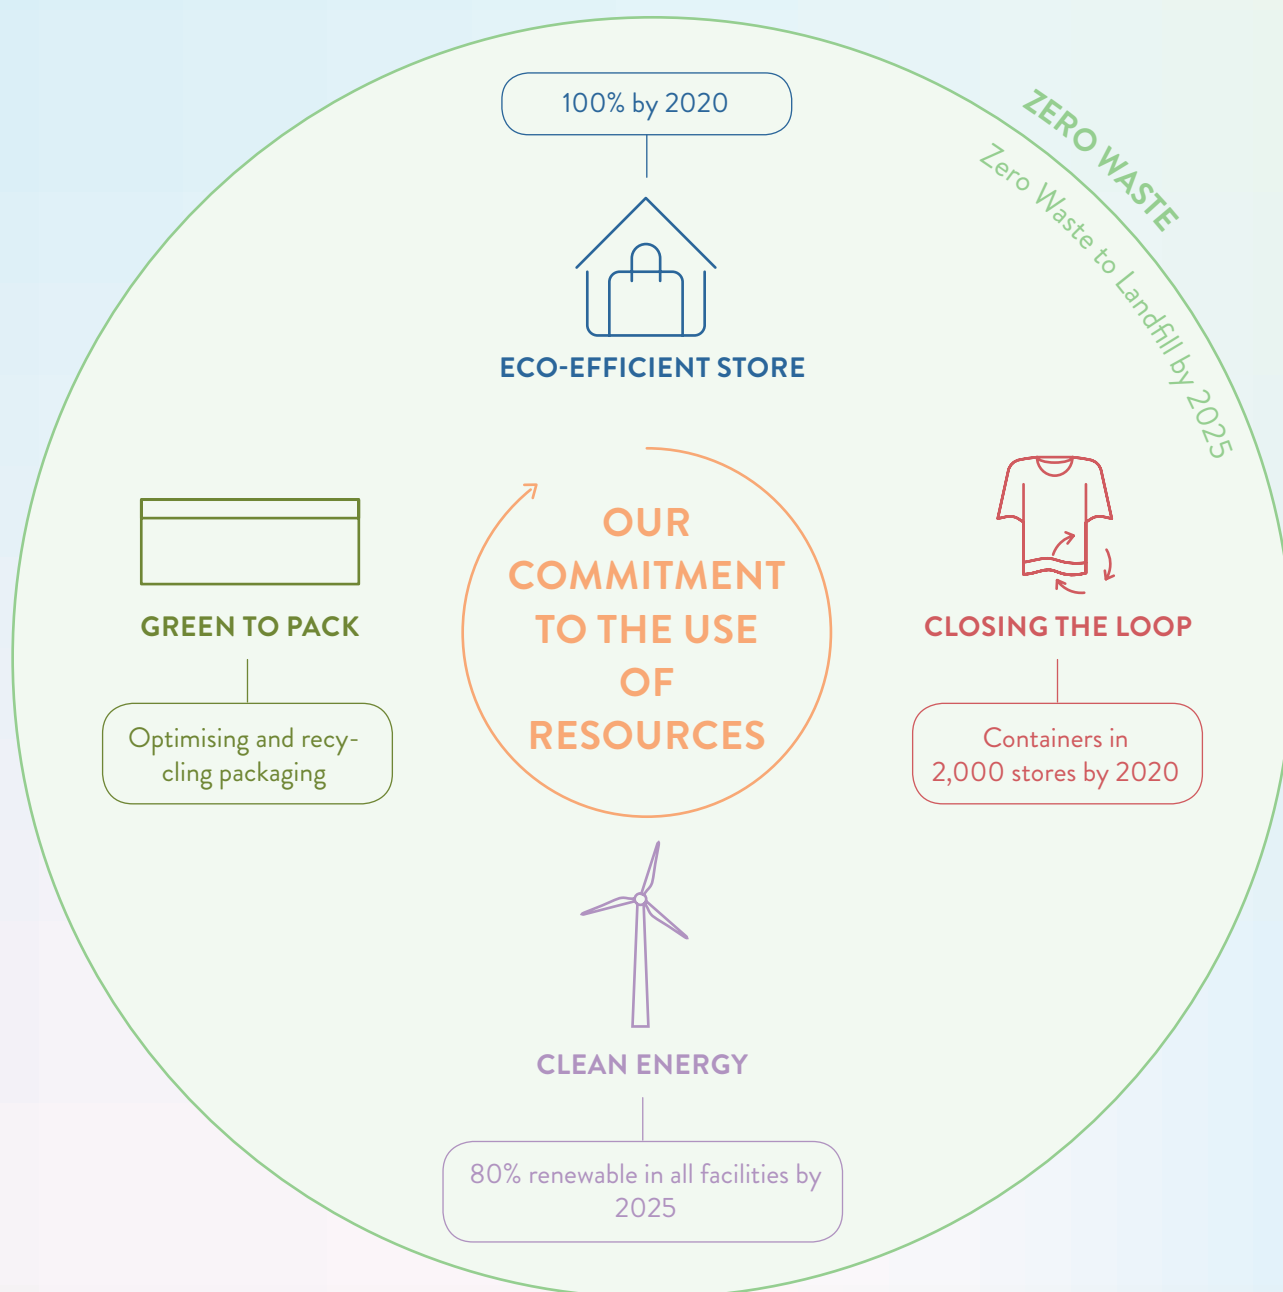 100% by 2020
ZERO WASTE
Zero Waste to Landfill by 2025
ECO-EFFICIENT STORE
OUR
COMMITMENT
TO THE USE
OF
RESOURCES
GREEN TO PACK
Optimising and recy-
cling packaging
CLOSING THE LOOP
Containers in
2,000 stores by 2020
CLEAN ENERGY
80% renewable in all facilities by
2025